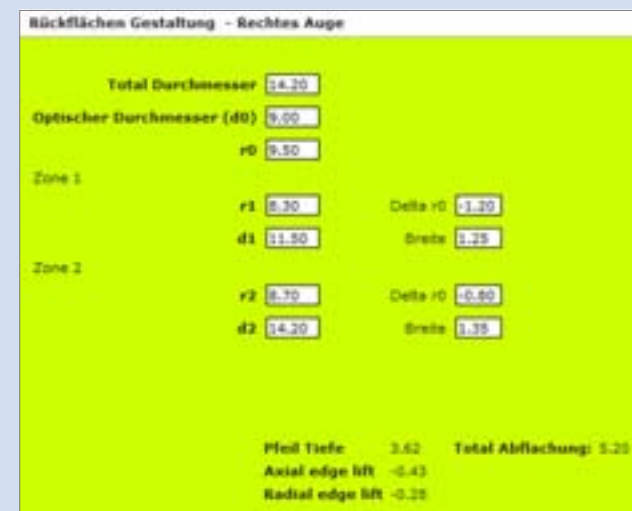 Rückflächen Gestaltung - Rechtes Auge
Total Durchmesser 14.20
Optischer Durchmesser (d0) 9.00
r0 9.50
Zone 1
r1 8.30 Delta r0 -1.20
d1 11.50 Breite 1.25
Zone 2
r2 8.70 Delta r0 -0.80
d2 14.20 Breite 1.35
Pfeil Tiefe 3.62 Total Abflachung: 5.20
Axial edge lift -0.43
Radial edge lift -0.28